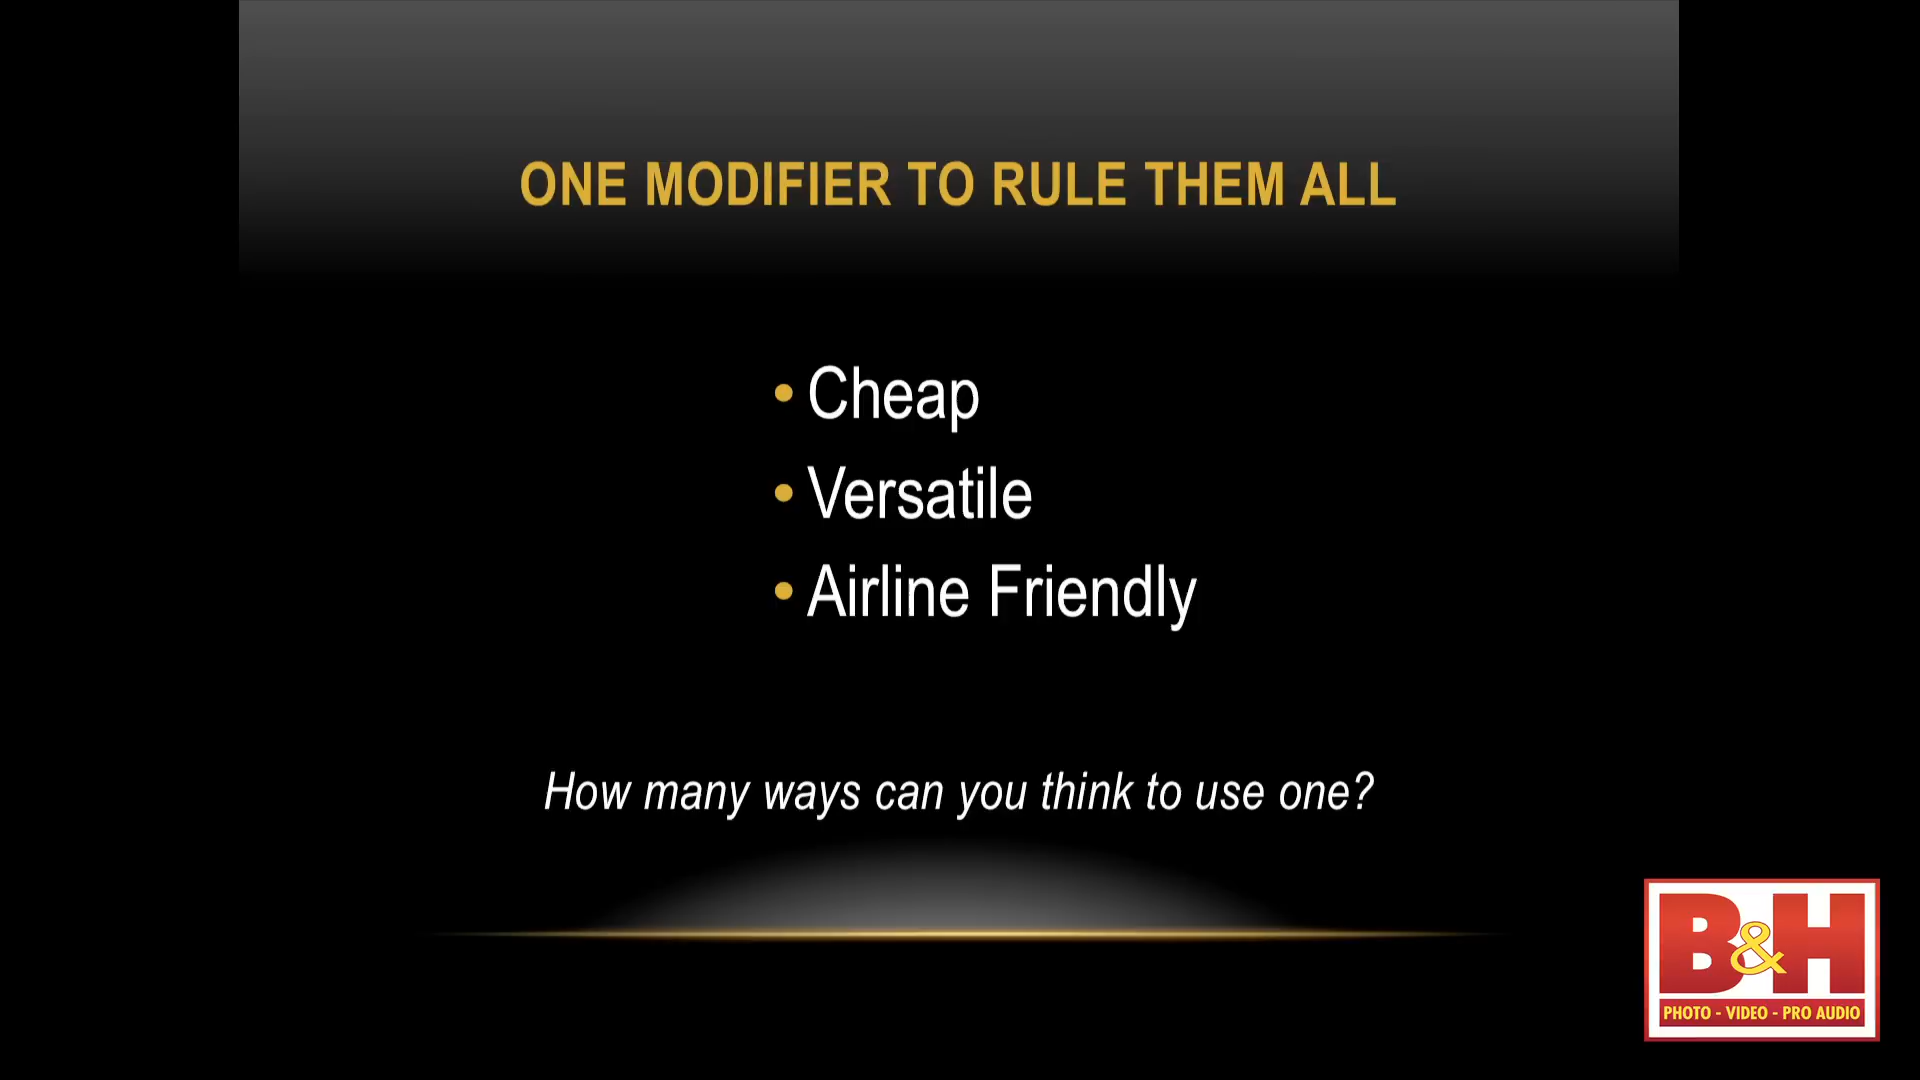 ONE MODIFIER TO RULE THEM ALL
• Cheap
• Versatile
• Airline Friendly
How many ways can you think to use one?
B&H
PHOTO - VIDEO - PRO AUDIO